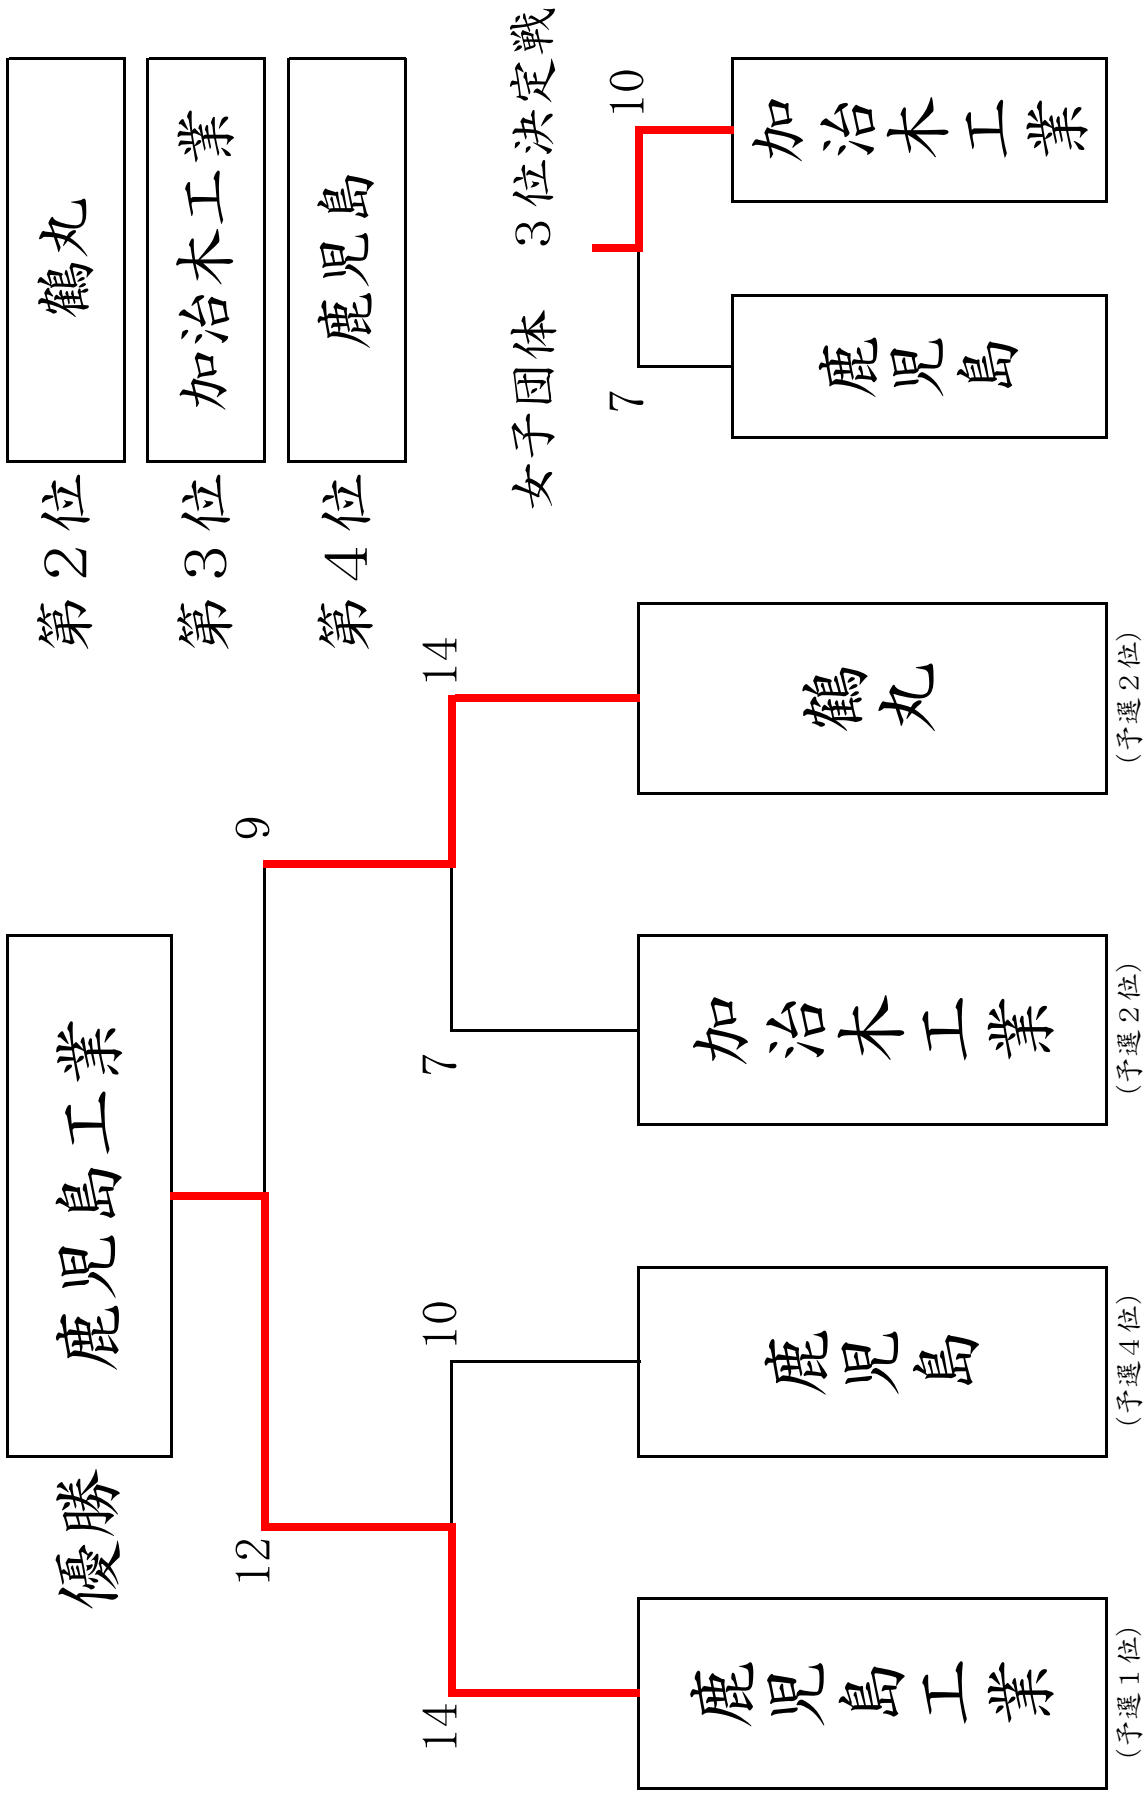 優勝
鹿児島工業
第２位
鶴丸
第３位
加治木工業
第４位
鹿児島
12
9
14
10
7
14
鹿児島工業
鹿児島
加治木工業
鶴丸
(予選１位)
(予選４位)
(予選２位)
(予選２位)
女子団体　３位決定戦
7
10
鹿児島
加治木工業